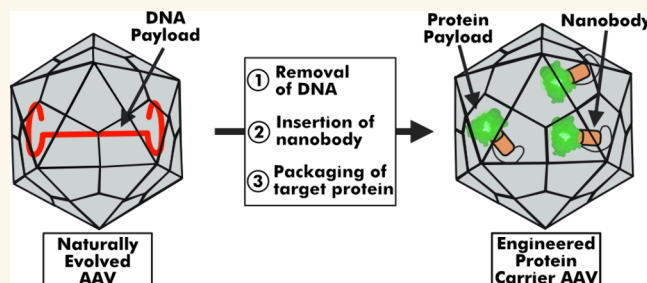 DNA
Payload
Naturally
Evolved
AAV
① Removal
of DNA
② Insertion of
nanobody
③ Packaging of
target protein
Protein
Payload
Nanobody
Engineered
Protein
Carrier AAV